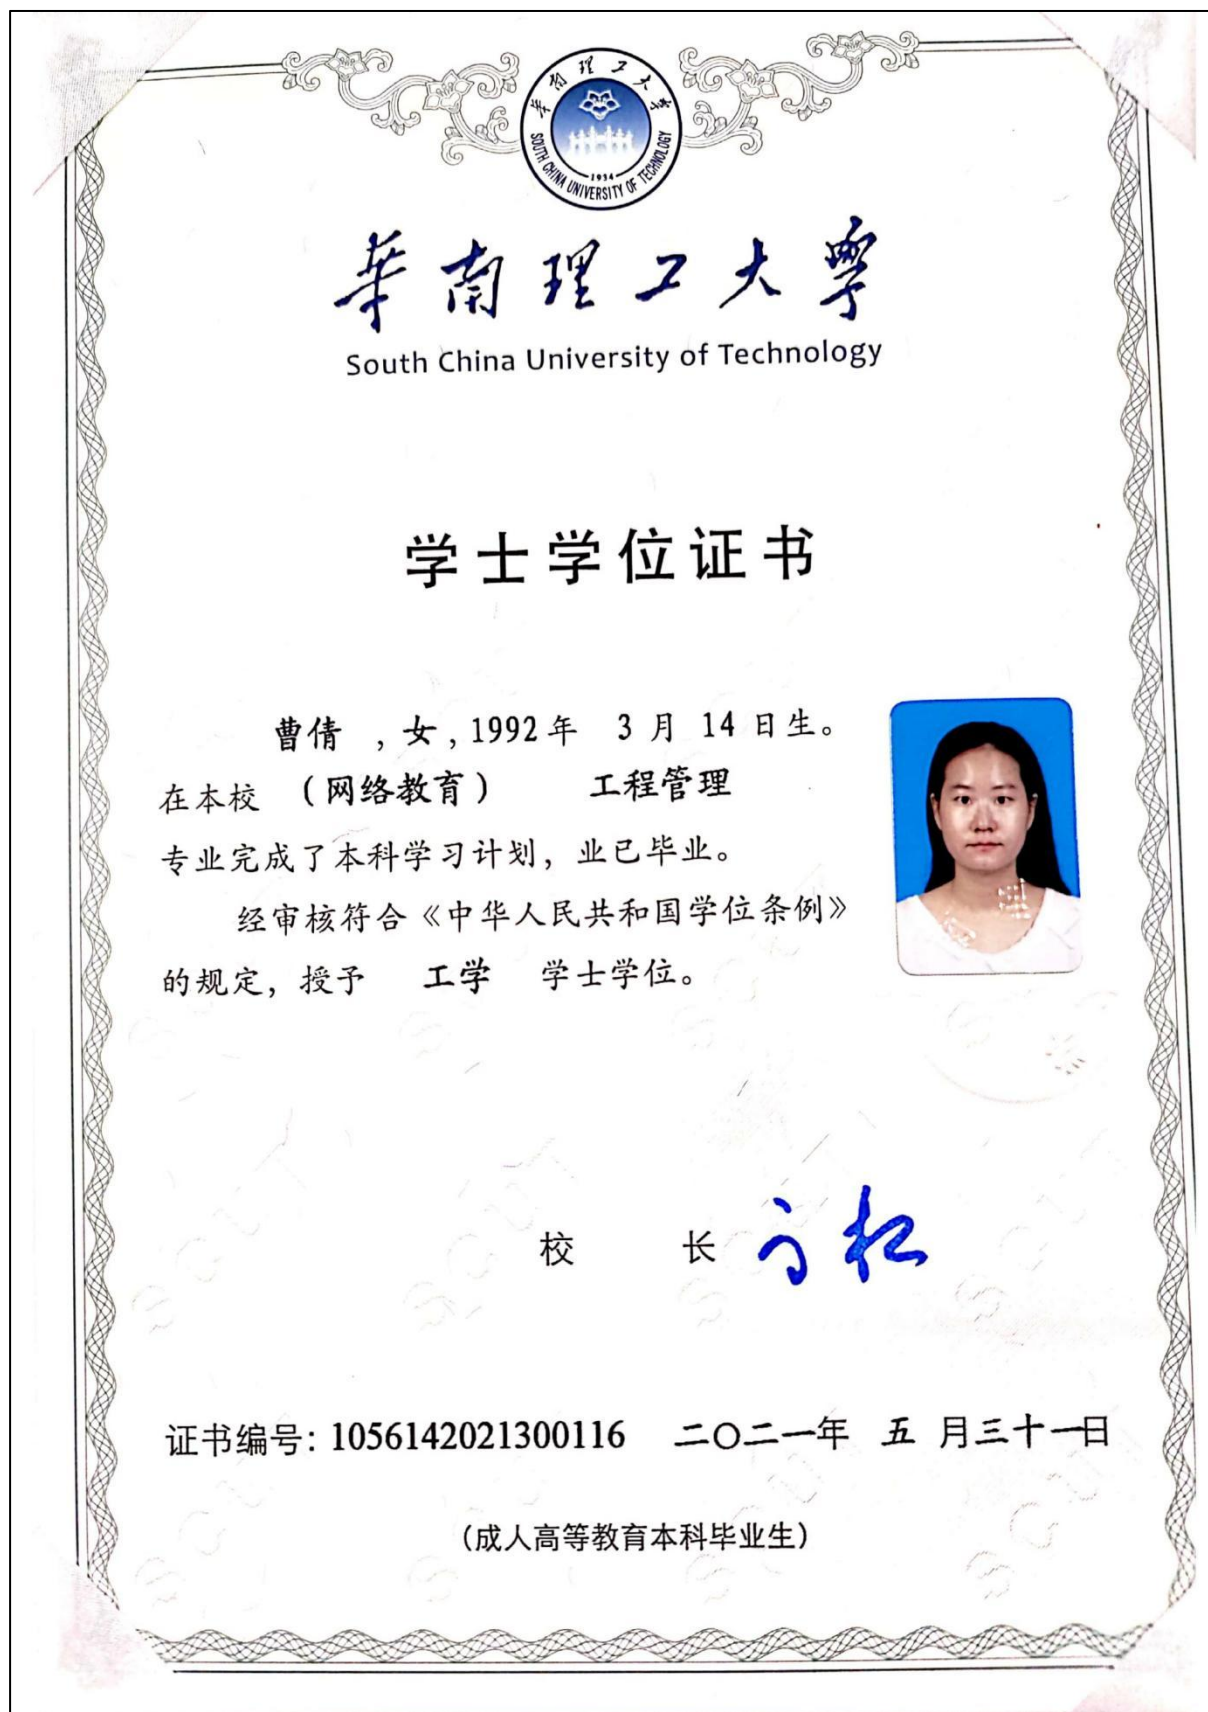 華南理工大學
SOUTH CHINA UNIVERSITY OF TECHNOLOGY
1934
華南理工大學
South China University of Technology
学士学位证书
曹倩 , 女 , 1992 年 3 月 14 日生。
在本校 （网络教育） 工程管理
专业完成了本科学习计划，业已毕业。
经审核符合《中华人民共和国学位条例》
的规定，授予 工学 学士学位。
校 长
证书编号：1056142021300116 二〇二一年 五 月三十一日
（成人高等教育本科毕业生）